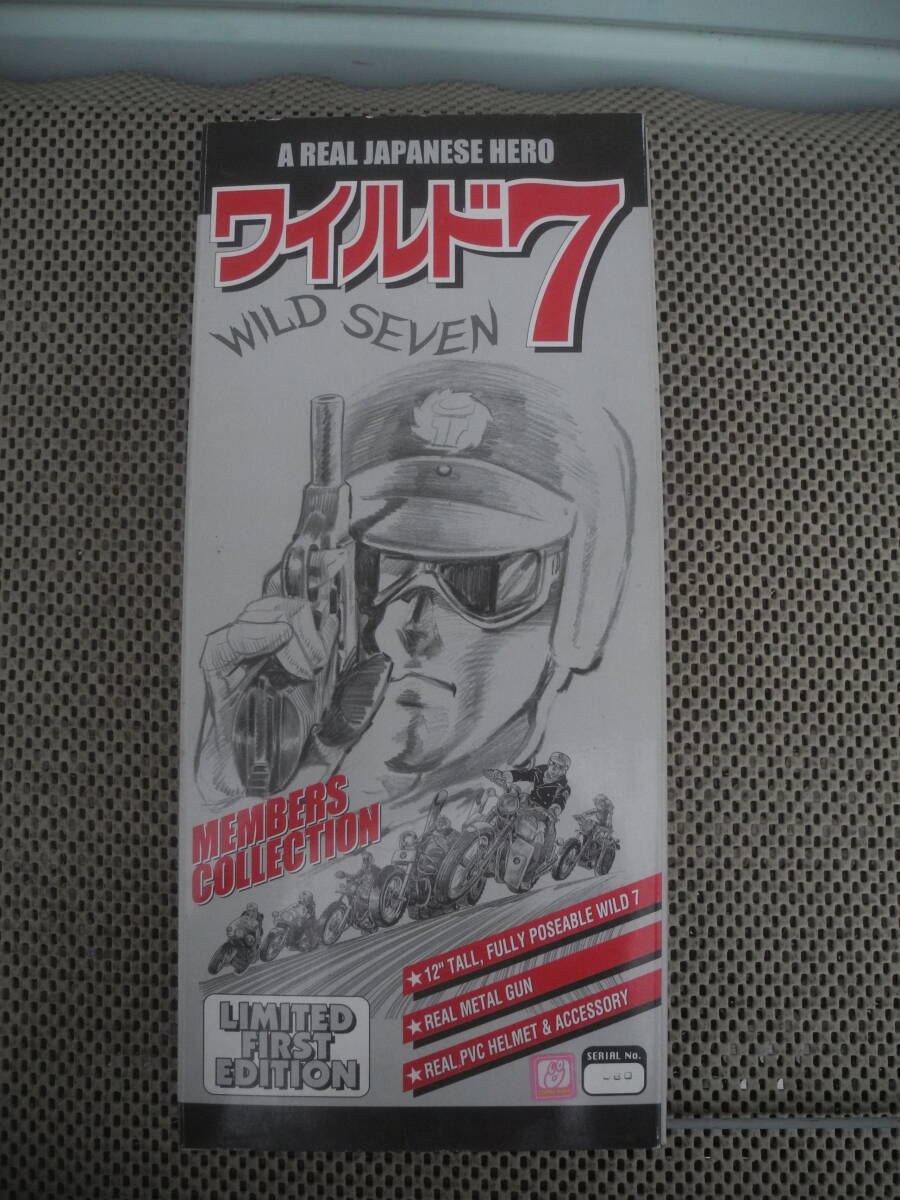 A REAL JAPANESE HERO
ワイルド7
WILD SEVEN
MEMBERS
COLLECTION
★12" TALL, FULLY POSEABLE WILD 7
★REAL METAL GUN
★REAL PVC HELMET & ACCESSORY
LIMITED
FIRST
EDITION
SERIAL No.